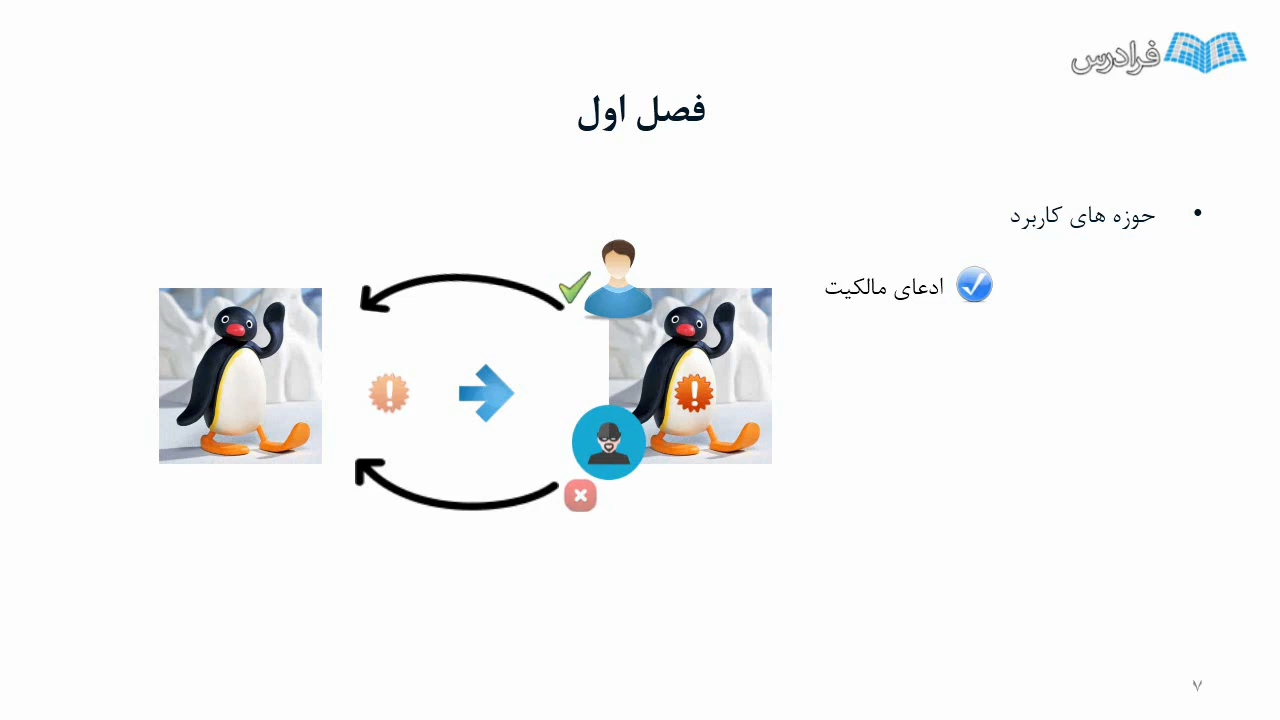 فرادرس
فصل اول
• حوزه های کاربرد
ادعای مالکیت
۷